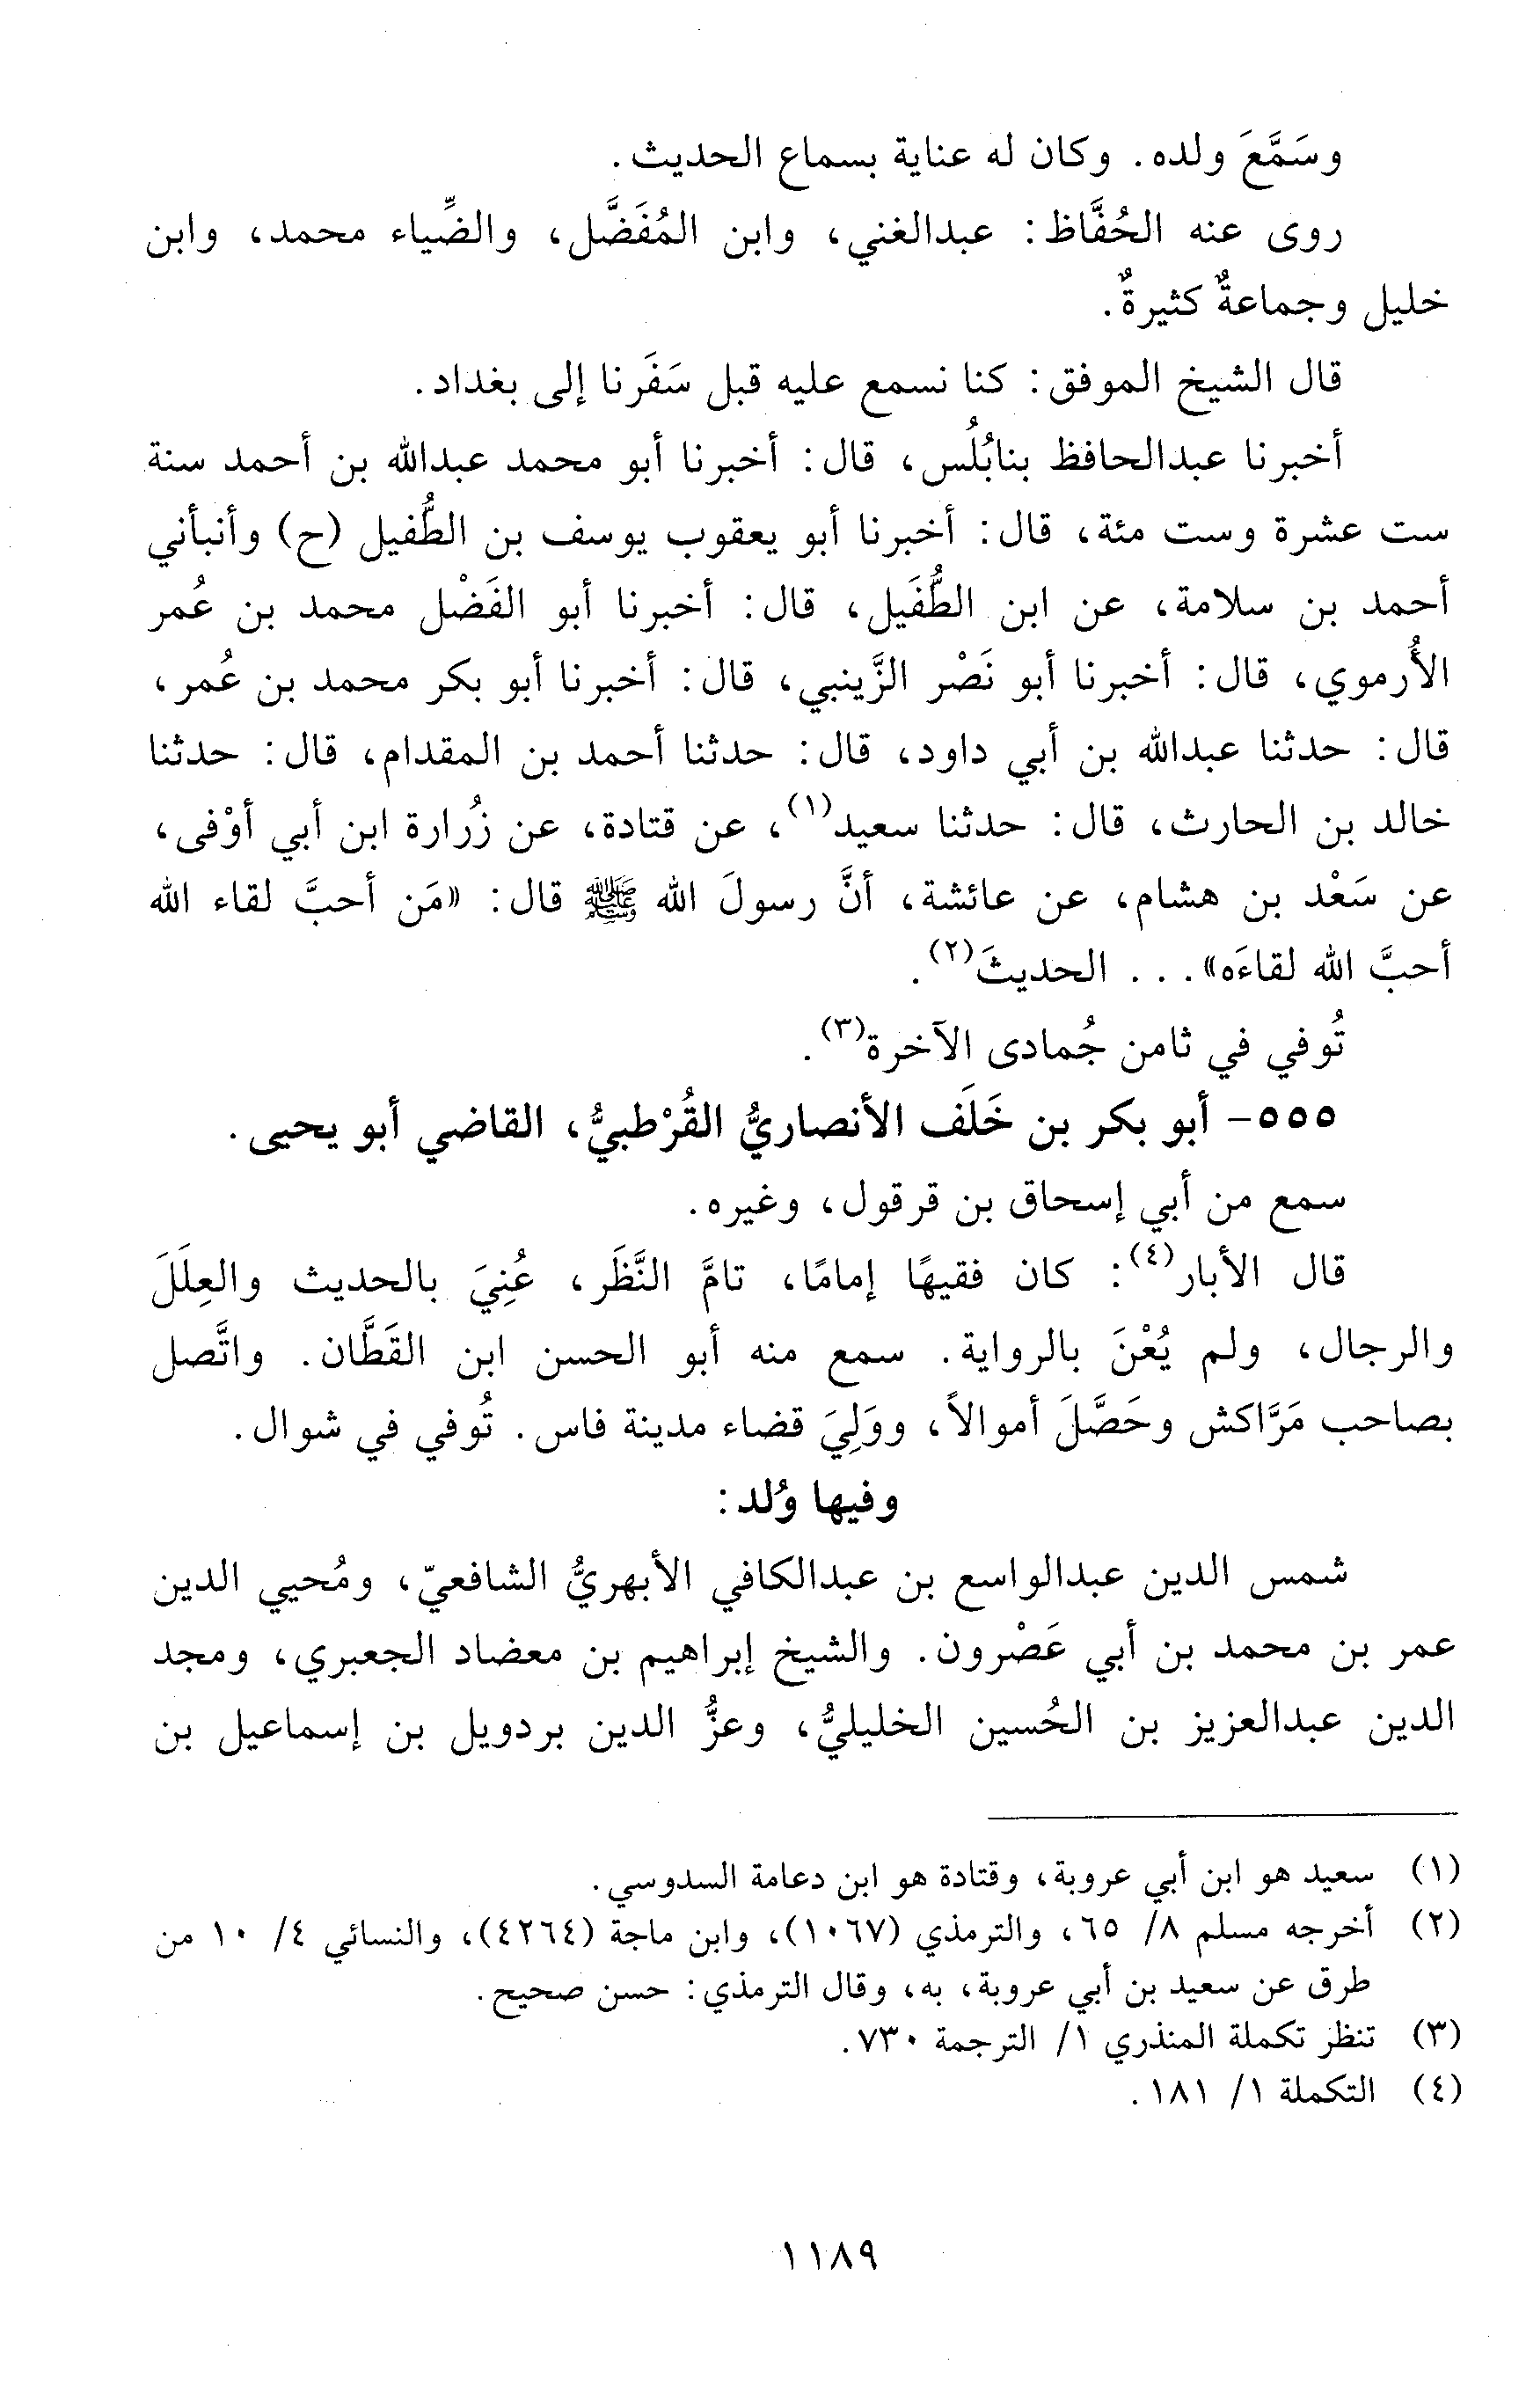 وسَمَّعَ ولده. وكان له عناية بسماع الحديث.
روى عنه الحُفَّاظ: عبدالغني، وابن المُفَضَّل، والضِّياء محمد، وابن
خليل وجماعةٌ كثيرةٌ.
قال الشيخ الموفق: كنا نسمع عليه قبل سَفَرنا إلى بغداد.
أخبرنا عبدالحافظ بنابُلُس، قال: أخبرنا أبو محمد عبدالله بن أحمد سنة
ست عشرة وست مئة، قال: أخبرنا أبو يعقوب يوسف بن الطُّفيل (ح) وأنبأني
أحمد بن سلامة، عن ابن الطُّفَيل، قال: أخبرنا أبو الفَضْل محمد بن عُمر
الأُرموي، قال: أخبرنا أبو نَصْر الزَّينبي، قال: أخبرنا أبو بكر محمد بن عُمر،
قال: حدثنا عبدالله بن أبي داود، قال: حدثنا أحمد بن المقدام، قال: حدثنا
خالد بن الحارث، قال: حدثنا سعيد(١)، عن قتادة، عن زُرارة ابن أبي أوْفى،
عن سَعْد بن هشام، عن عائشة، أنَّ رسولَ الله ﷺ قال: «مَن أحبَّ لقاء الله
أحبَّ الله لقاءَه». . . الحديثَ(٢).
تُوفي في ثامن جُمادى الآخرة(٣).
٥٥٥- أبو بكر بن خَلَف الأنصاريُّ القُرْطبيُّ، القاضي أبو يحيى.
سمع من أبي إسحاق بن قرقول، وغيره.
قال الأبار(٤): كان فقيهًا إمامًا، تامَّ النَّظَر، عُنِيَ بالحديث والعِلَلَ
والرجال، ولم يُعْنَ بالرواية. سمع منه أبو الحسن ابن القَطَّان. واتَّصل
بصاحب مَرَّاكش وحَصَّلَ أموالاً، ووَلِيَ قضاء مدينة فاس. تُوفي في شوال.
وفيها وُلد:
شمس الدين عبدالواسع بن عبدالكافي الأبهريُّ الشافعيّ، ومُحيي الدين
عمر بن محمد بن أبي عَصْرون. والشيخ إبراهيم بن معضاد الجعبري، ومجد
الدين عبدالعزيز بن الحُسين الخليليُّ، وعزُّ الدين بردويل بن إسماعيل بن
(١) سعيد هو ابن أبي عروبة، وقتادة هو ابن دعامة السدوسي.
(٢) أخرجه مسلم ٨/ ٦٥، والترمذي (١٠٦٧)، وابن ماجة (٤٢٦٤)، والنسائي ٤/ ١٠ من
طرق عن سعيد بن أبي عروبة، به، وقال الترمذي: حسن صحيح.
(٣) تنظر تكملة المنذري ١/ الترجمة ٧٣٠.
(٤) التكملة ١/ ١٨١.
١١٨٩